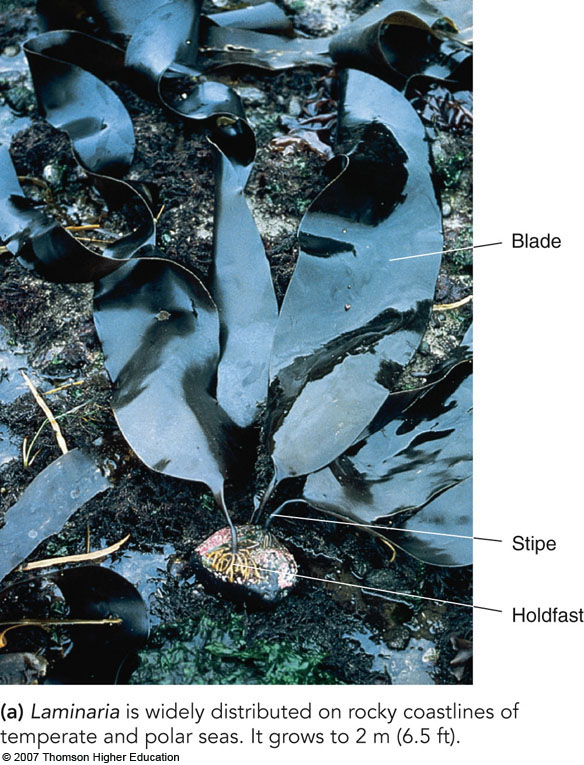 Blade
Stipe
Holdfast
(a) Laminaria is widely distributed on rocky coastlines of
temperate and polar seas. It grows to 2 m (6.5 ft).
© 2007 Thomson Higher Education